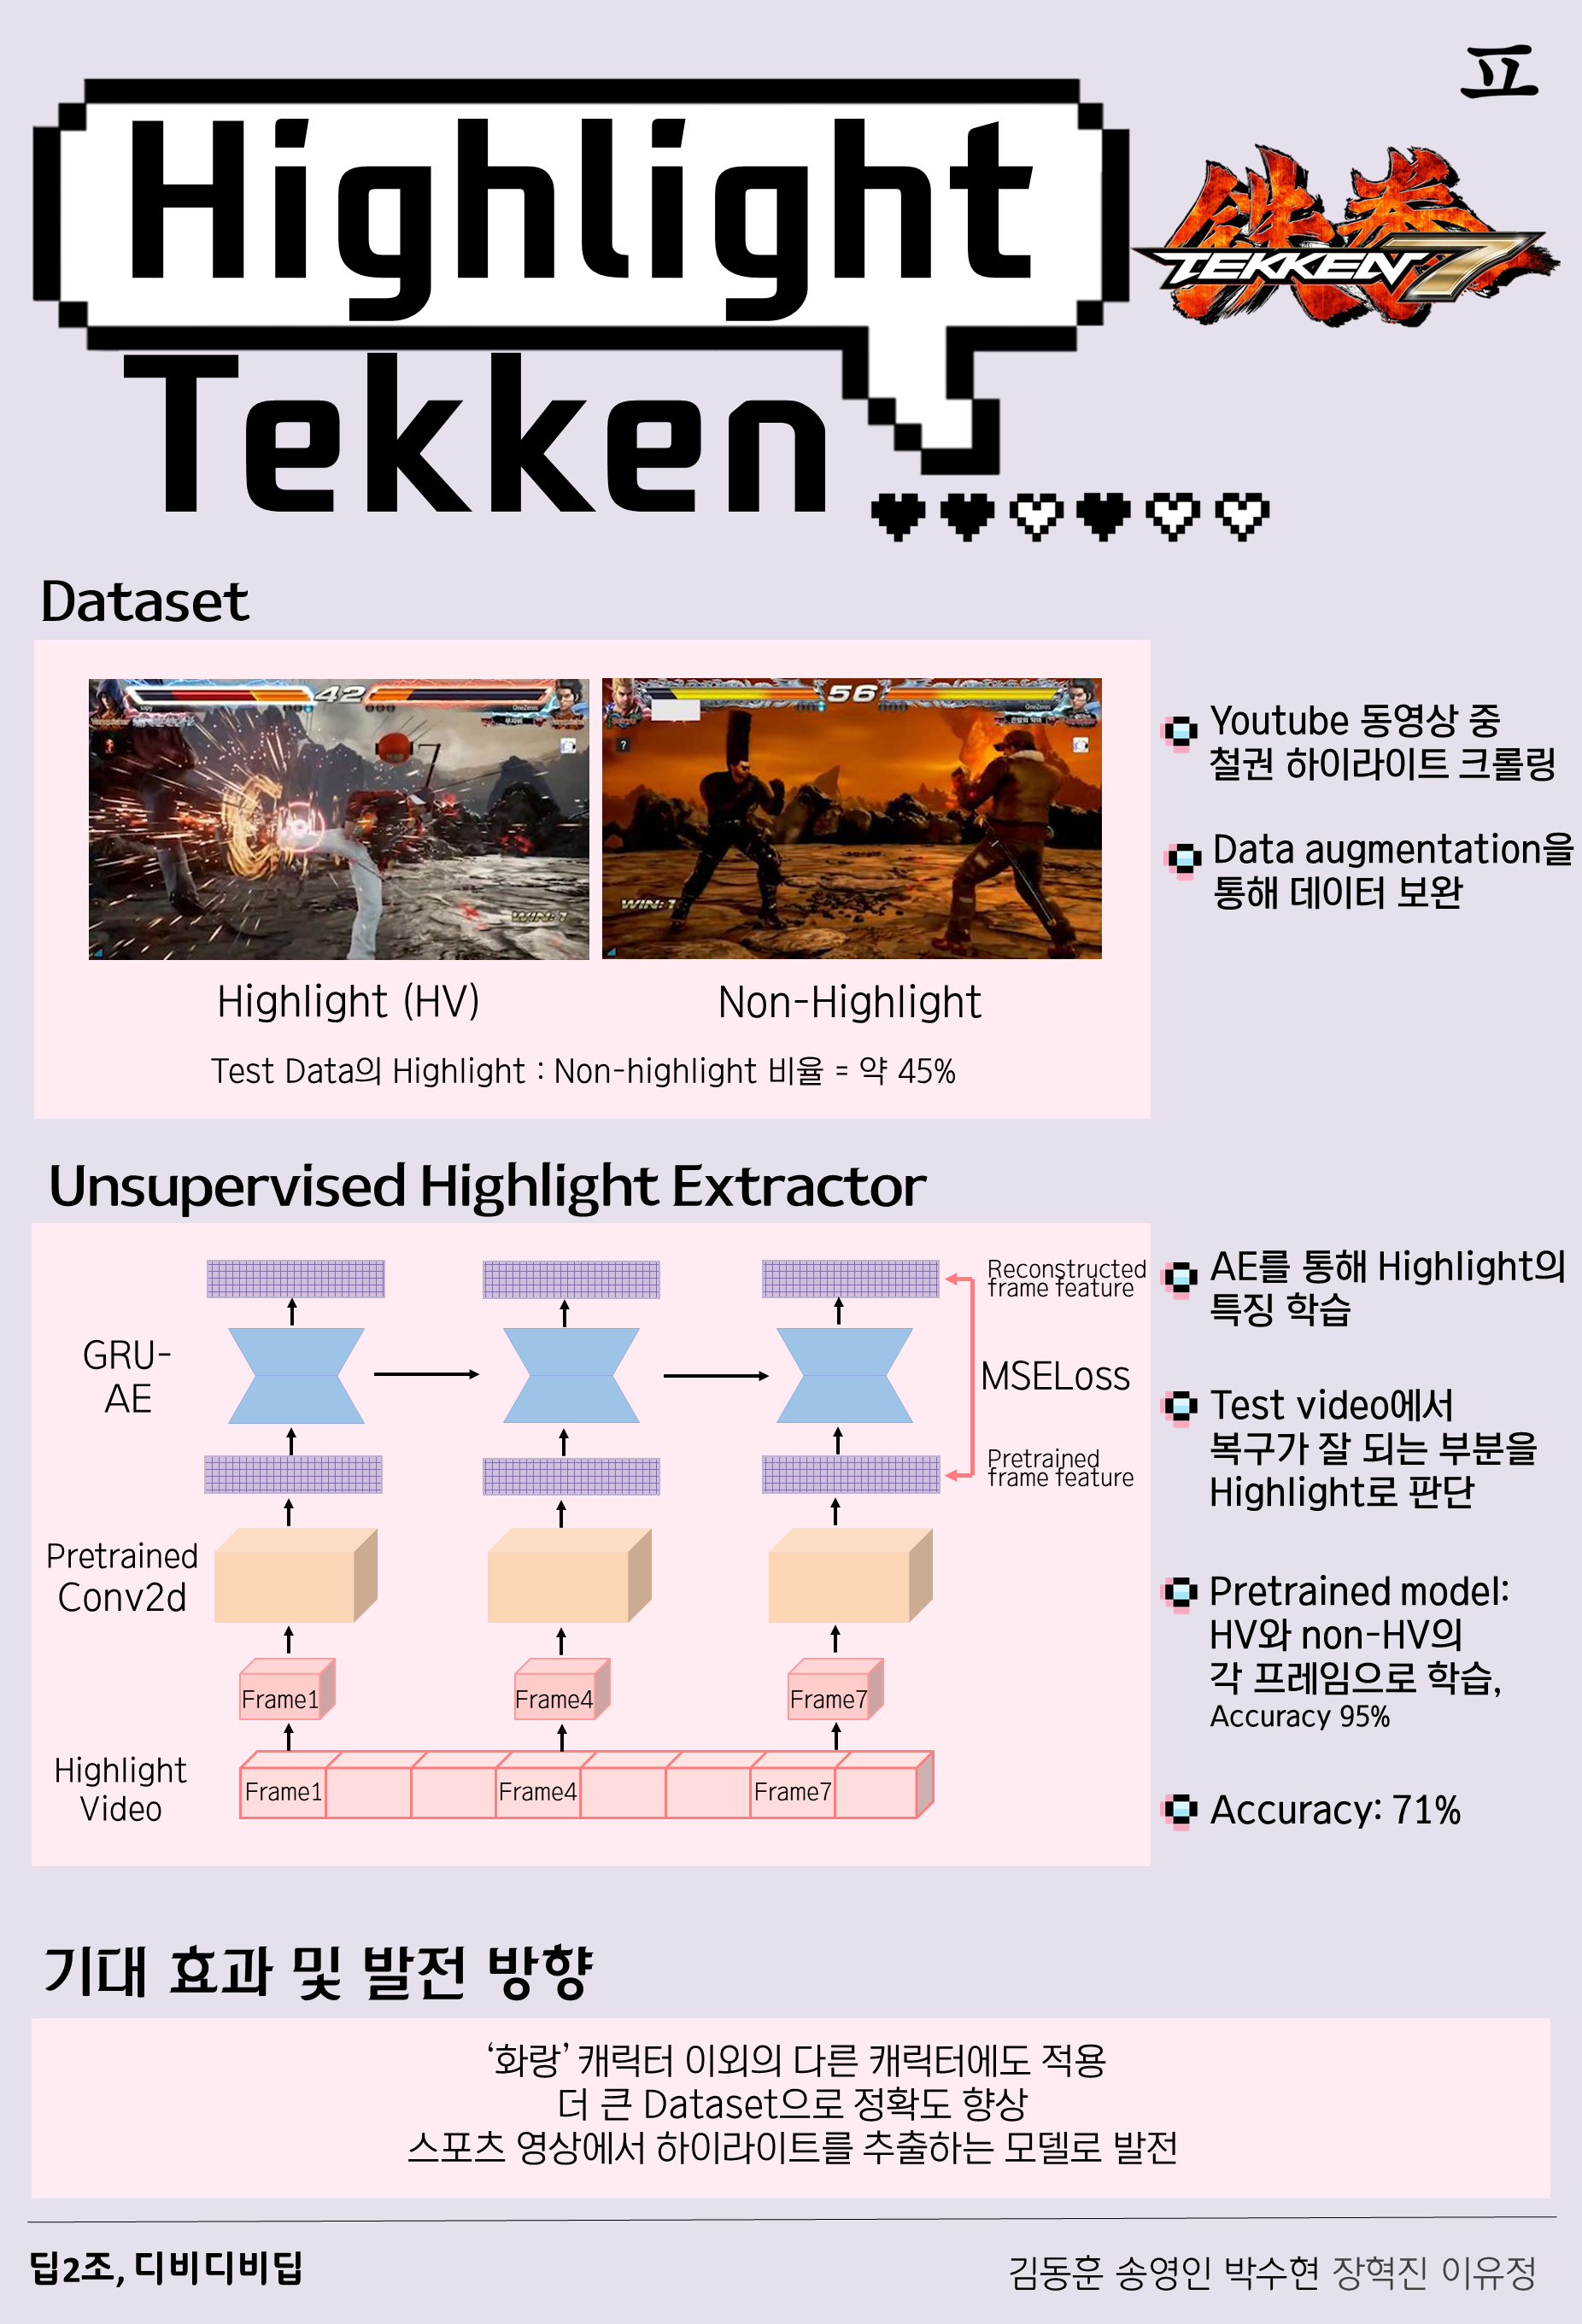 프
Highlight
鉄拳
TEKKEN 7
Tekken
Dataset
42
sapy
OneZeros
WIN: 7
56
OneZeros
?
WIN: 7
Highlight (HV)
Non-Highlight
Test Data의 Highlight : Non-highlight 비율 = 약 45%
Youtube 동영상 중
철권 하이라이트 크롤링
Data augmentation을
통해 데이터 보완
Unsupervised Highlight Extractor
Reconstructed
frame feature
GRU-
AE
MSELoss
Pretrained
frame feature
Pretrained
Conv2d
Frame1
Frame4
Frame7
Highlight
Video
Frame1
Frame4
Frame7
AE를 통해 Highlight의
특징 학습
Test video에서
복구가 잘 되는 부분을
Highlight로 판단
Pretrained model:
HV와 non-HV의
각 프레임으로 학습,
Accuracy 95%
Accuracy: 71%
기대 효과 및 발전 방향
‘화랑’ 캐릭터 이외의 다른 캐릭터에도 적용
더 큰 Dataset으로 정확도 향상
스포츠 영상에서 하이라이트를 추출하는 모델로 발전
딥2조, 디비디비딥
김동훈 송영인 박수현 장혁진 이유정